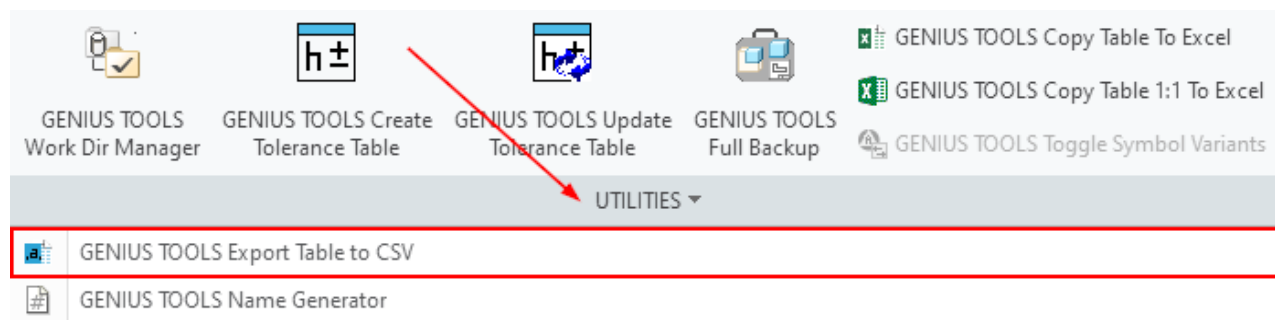 GENIUS TOOLS
Work Dir Manager
GENIUS TOOLS Create
Tolerance Table
GENIUS TOOLS Update
Tolerance Table
GENIUS TOOLS
Full Backup
GENIUS TOOLS Copy Table To Excel
GENIUS TOOLS Copy Table 1:1 To Excel
GENIUS TOOLS Toggle Symbol Variants
UTILITIES
GENIUS TOOLS Export Table to CSV
GENIUS TOOLS Name Generator